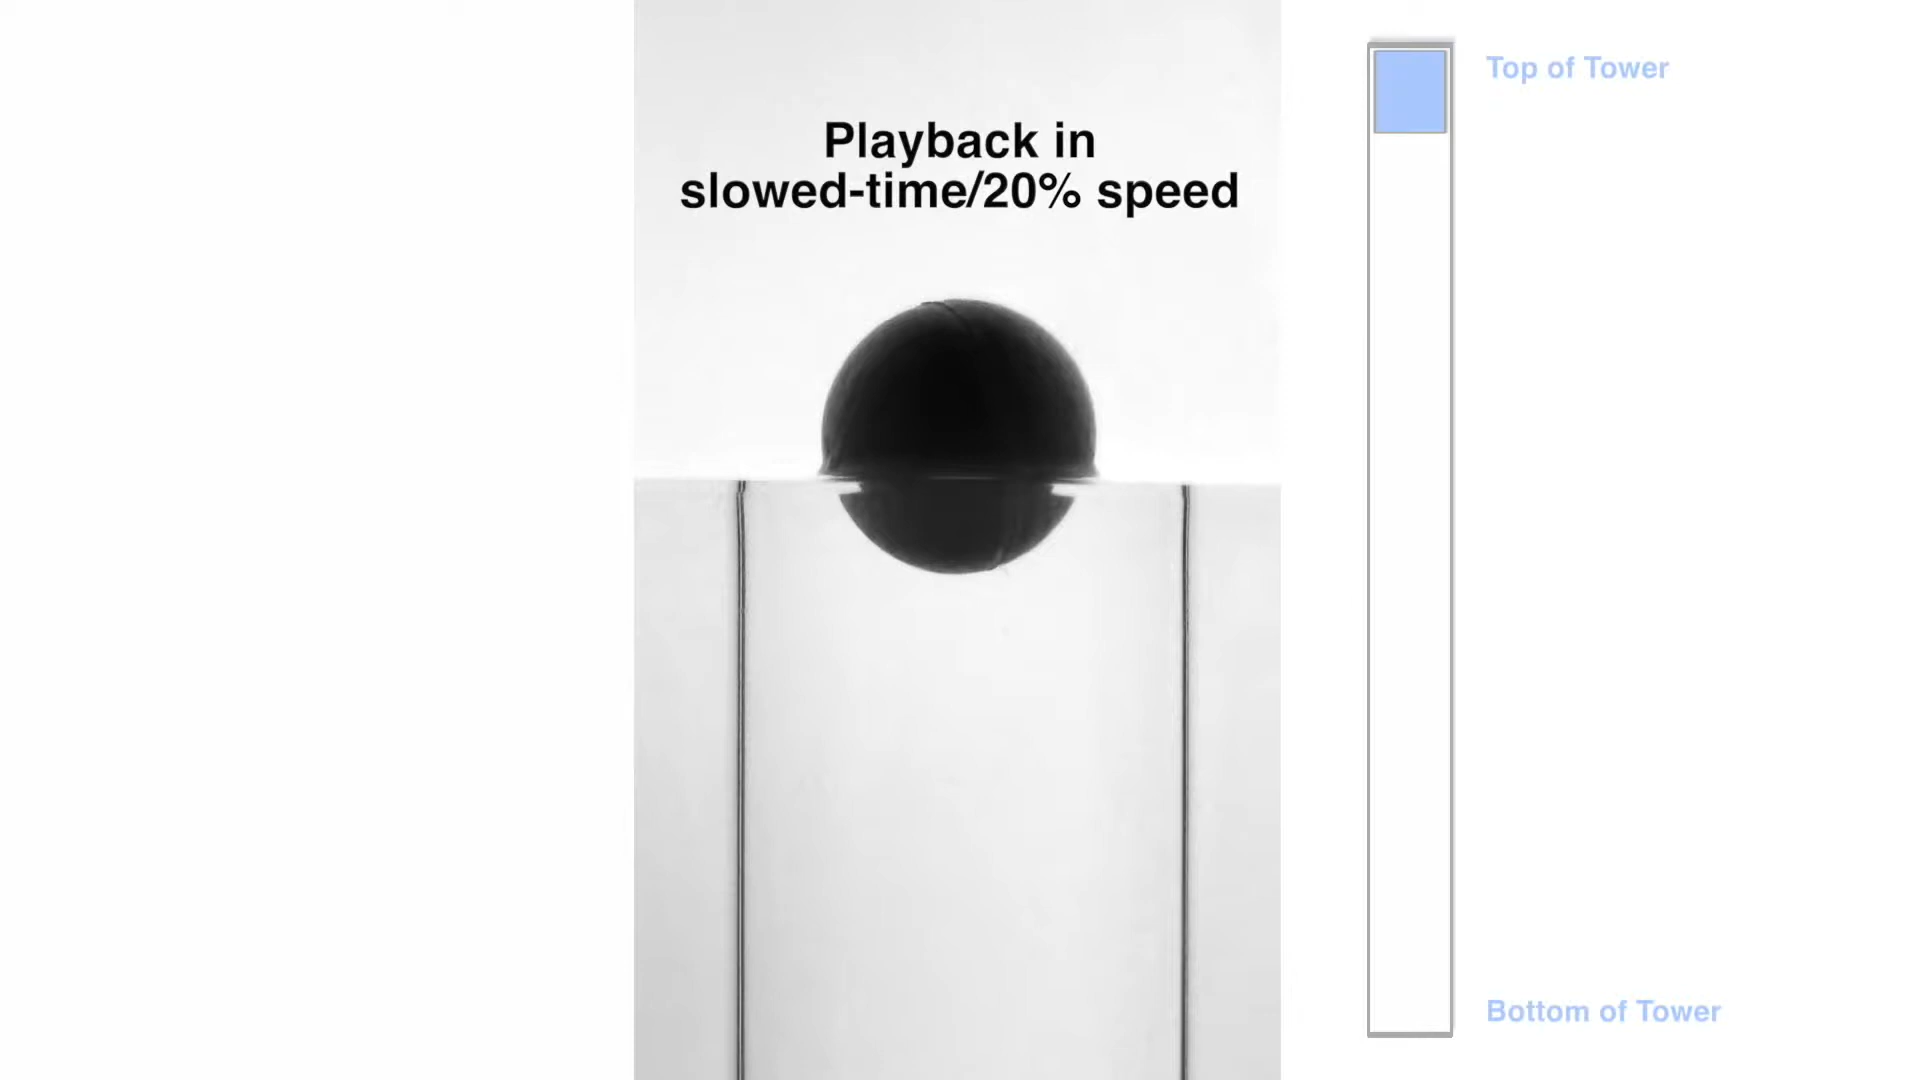 Playback in
slowed-time/20% speed
Top of Tower
Bottom of Tower